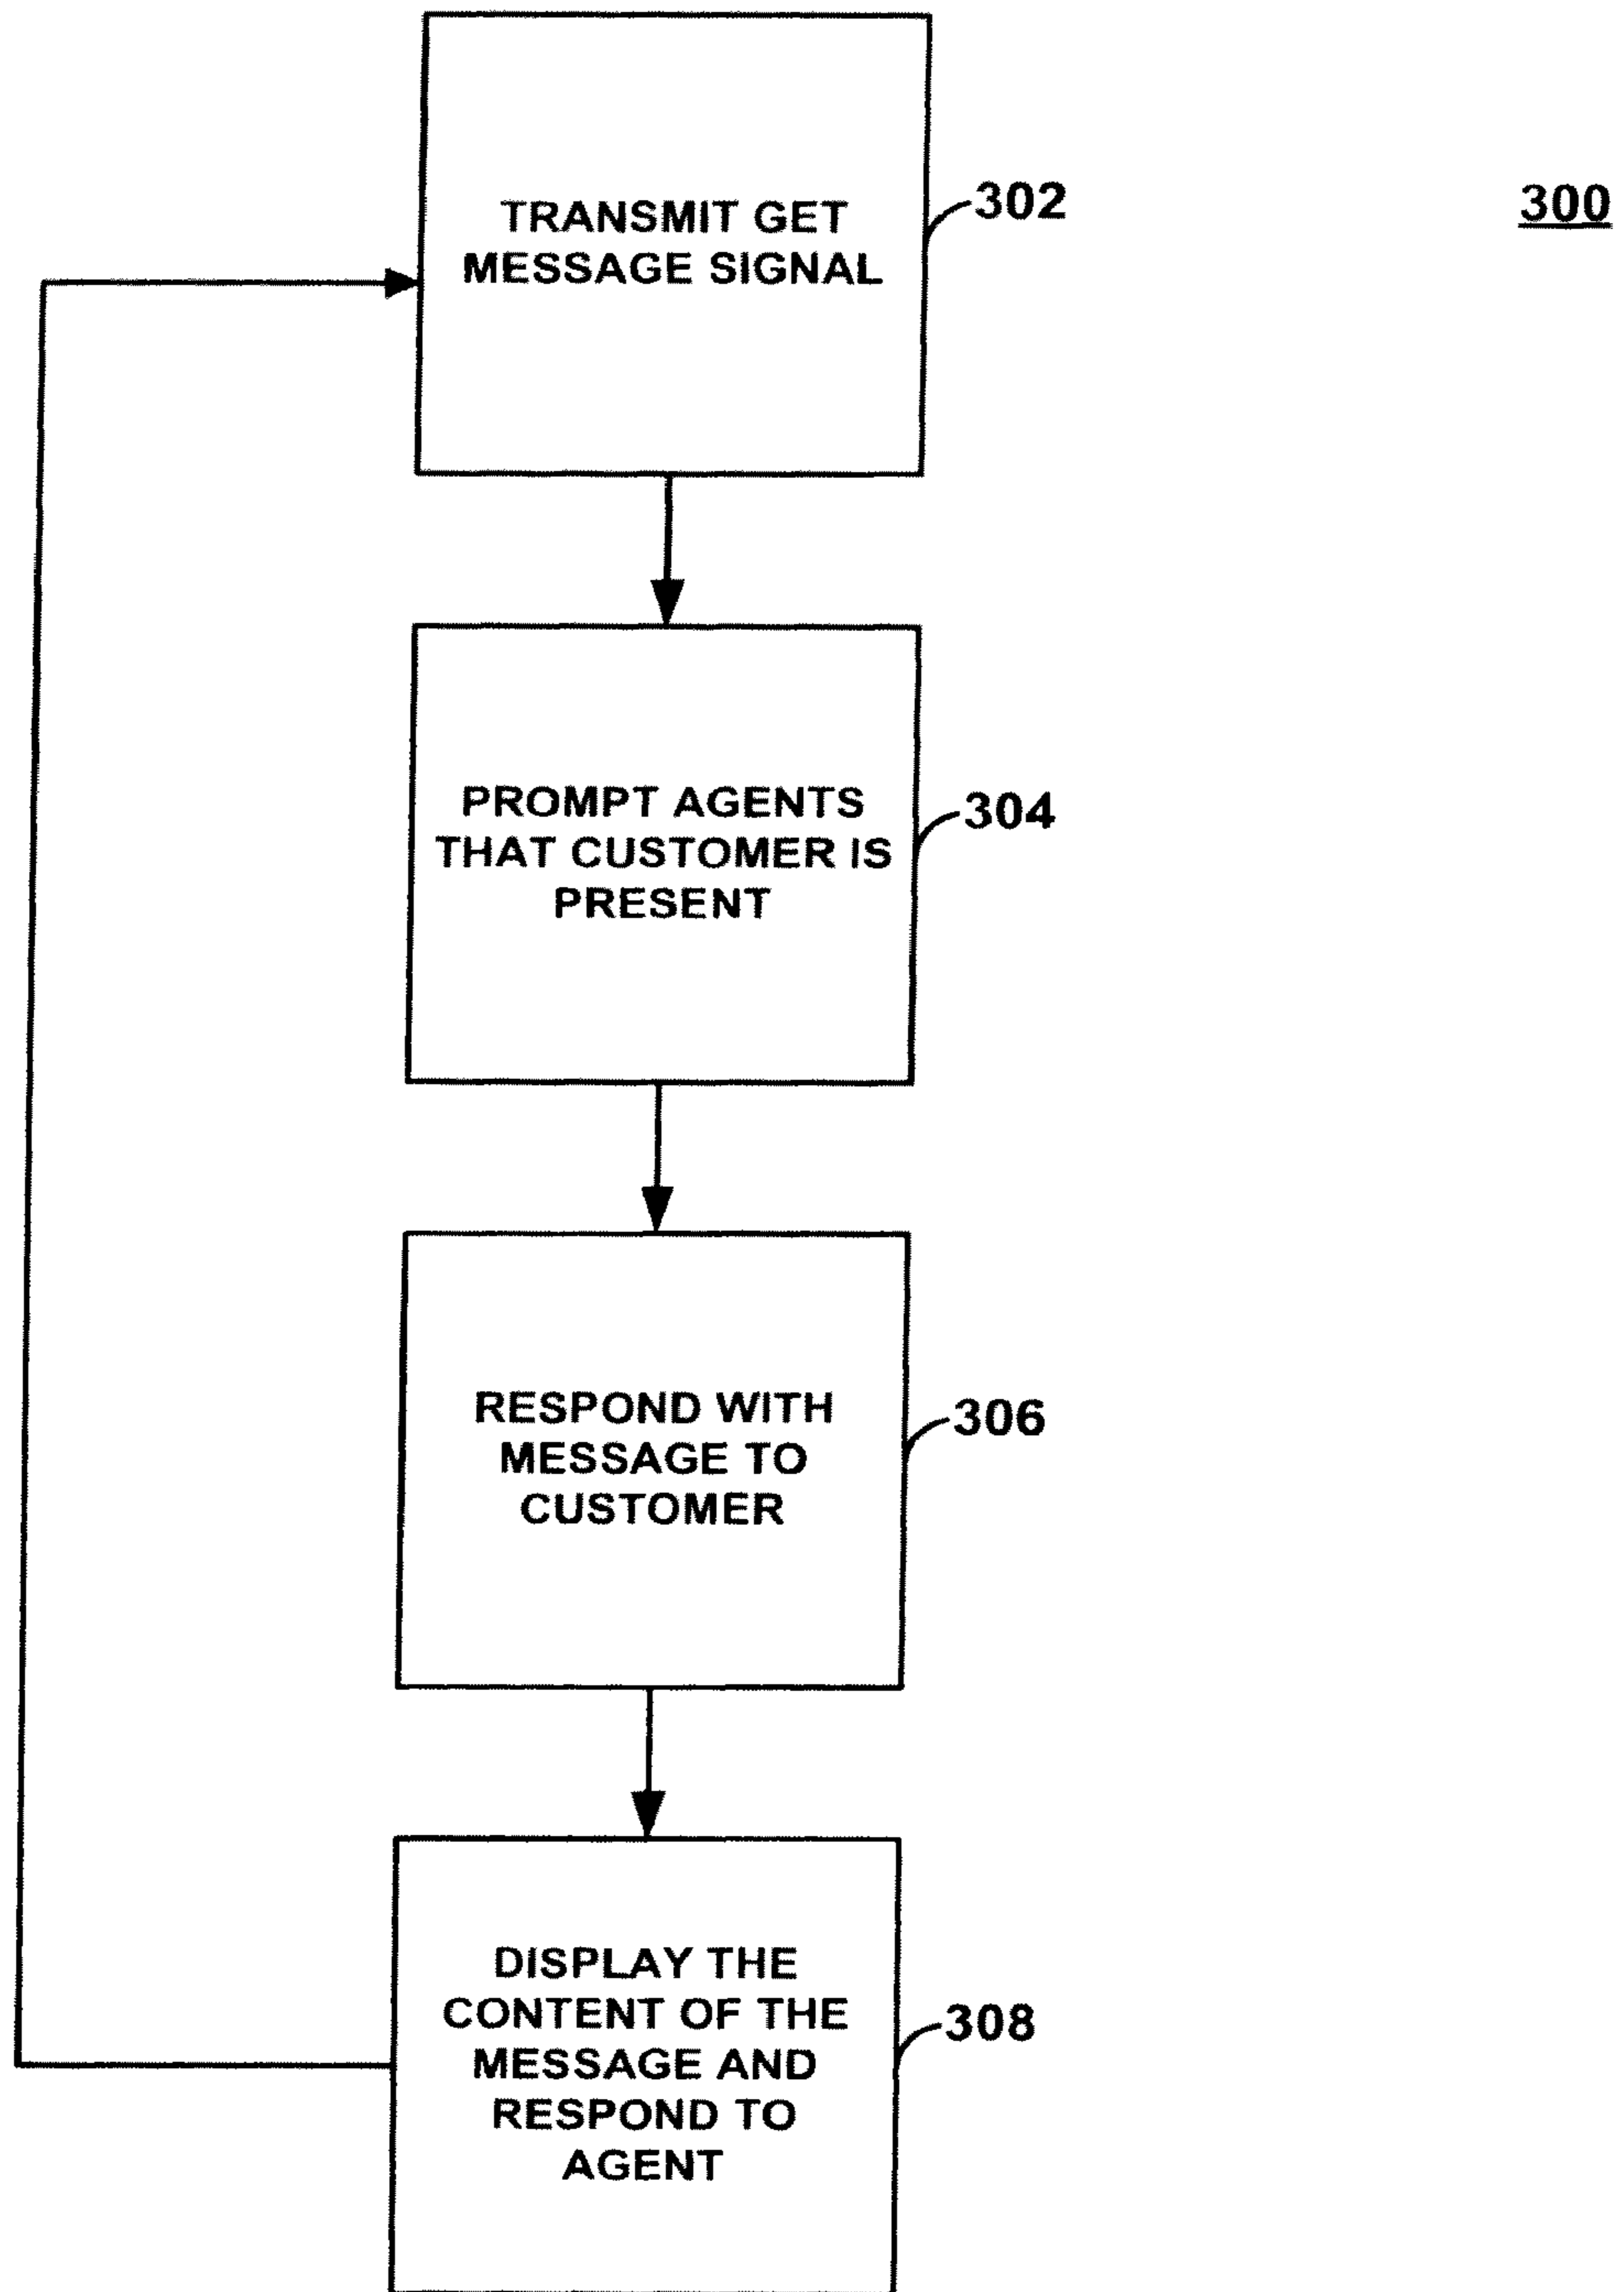 300
TRANSMIT GET
MESSAGE SIGNAL
302
PROMPT AGENTS
THAT CUSTOMER IS
PRESENT
304
RESPOND WITH
MESSAGE TO
CUSTOMER
306
DISPLAY THE
CONTENT OF THE
MESSAGE AND
RESPOND TO
AGENT
308